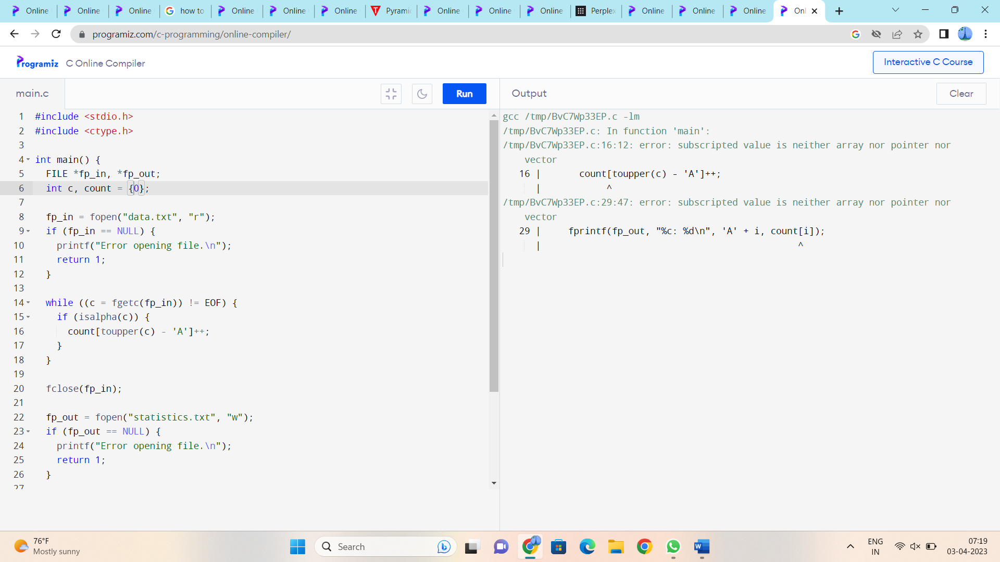 Online
Online
Online
how to
Online
Online
Online
Pyrami
Online
Online
Online
Perplex
Online
Online
Online
Onl
programiz.com/c-programming/online-compiler/
Programiz C Online Compiler
Interactive C Course
main.c
Run
1 #include <stdio.h>
2 #include <ctype.h>
3
4 int main() {
5 FILE *fp_in, *fp_out;
6 int c, count = {0};
7
8 fp_in = fopen("data.txt", "r");
9 if (fp_in == NULL) {
10 printf("Error opening file.\n");
11 return 1;
12 }
13
14 while ((c = fgetc(fp_in)) != EOF) {
15 if (isalpha(c)) {
16 count[toupper(c) - 'A']++;
17 }
18 }
19
20 fclose(fp_in);
21
22 fp_out = fopen("statistics.txt", "w");
23 if (fp_out == NULL) {
24 printf("Error opening file.\n");
25 return 1;
26 }
27
Output
Clear
gcc /tmp/BvC7Wp33EP.c -lm
/tmp/BvC7Wp33EP.c: In function 'main':
/tmp/BvC7Wp33EP.c:16:12: error: subscripted value is neither array nor pointer nor
vector
16 | count[toupper(c) - 'A']++;
| ^
/tmp/BvC7Wp33EP.c:29:47: error: subscripted value is neither array nor pointer nor
vector
29 | fprintf(fp_out, "%c: %d\n", 'A' + i, count[i]);
| ^
76°F
Mostly sunny
Search
ENG
IN
07:19
03-04-2023